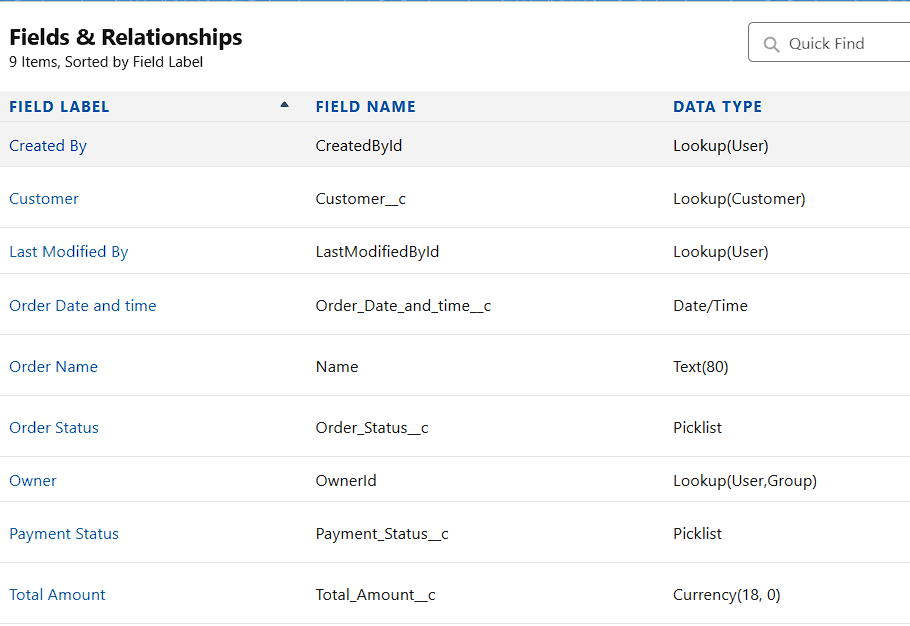 Fields & Relationships
9 Items, Sorted by Field Label
Quick Find
FIELD LABEL FIELD NAME DATA TYPE
Created By CreatedById Lookup(User)
Customer Customer__c Lookup(Customer)
Last Modified By LastModifiedById Lookup(User)
Order Date and time Order_Date_and_time__c Date/Time
Order Name Name Text(80)
Order Status Order_Status__c Picklist
Owner OwnerId Lookup(User,Group)
Payment Status Payment_Status__c Picklist
Total Amount Total_Amount__c Currency(18, 0)